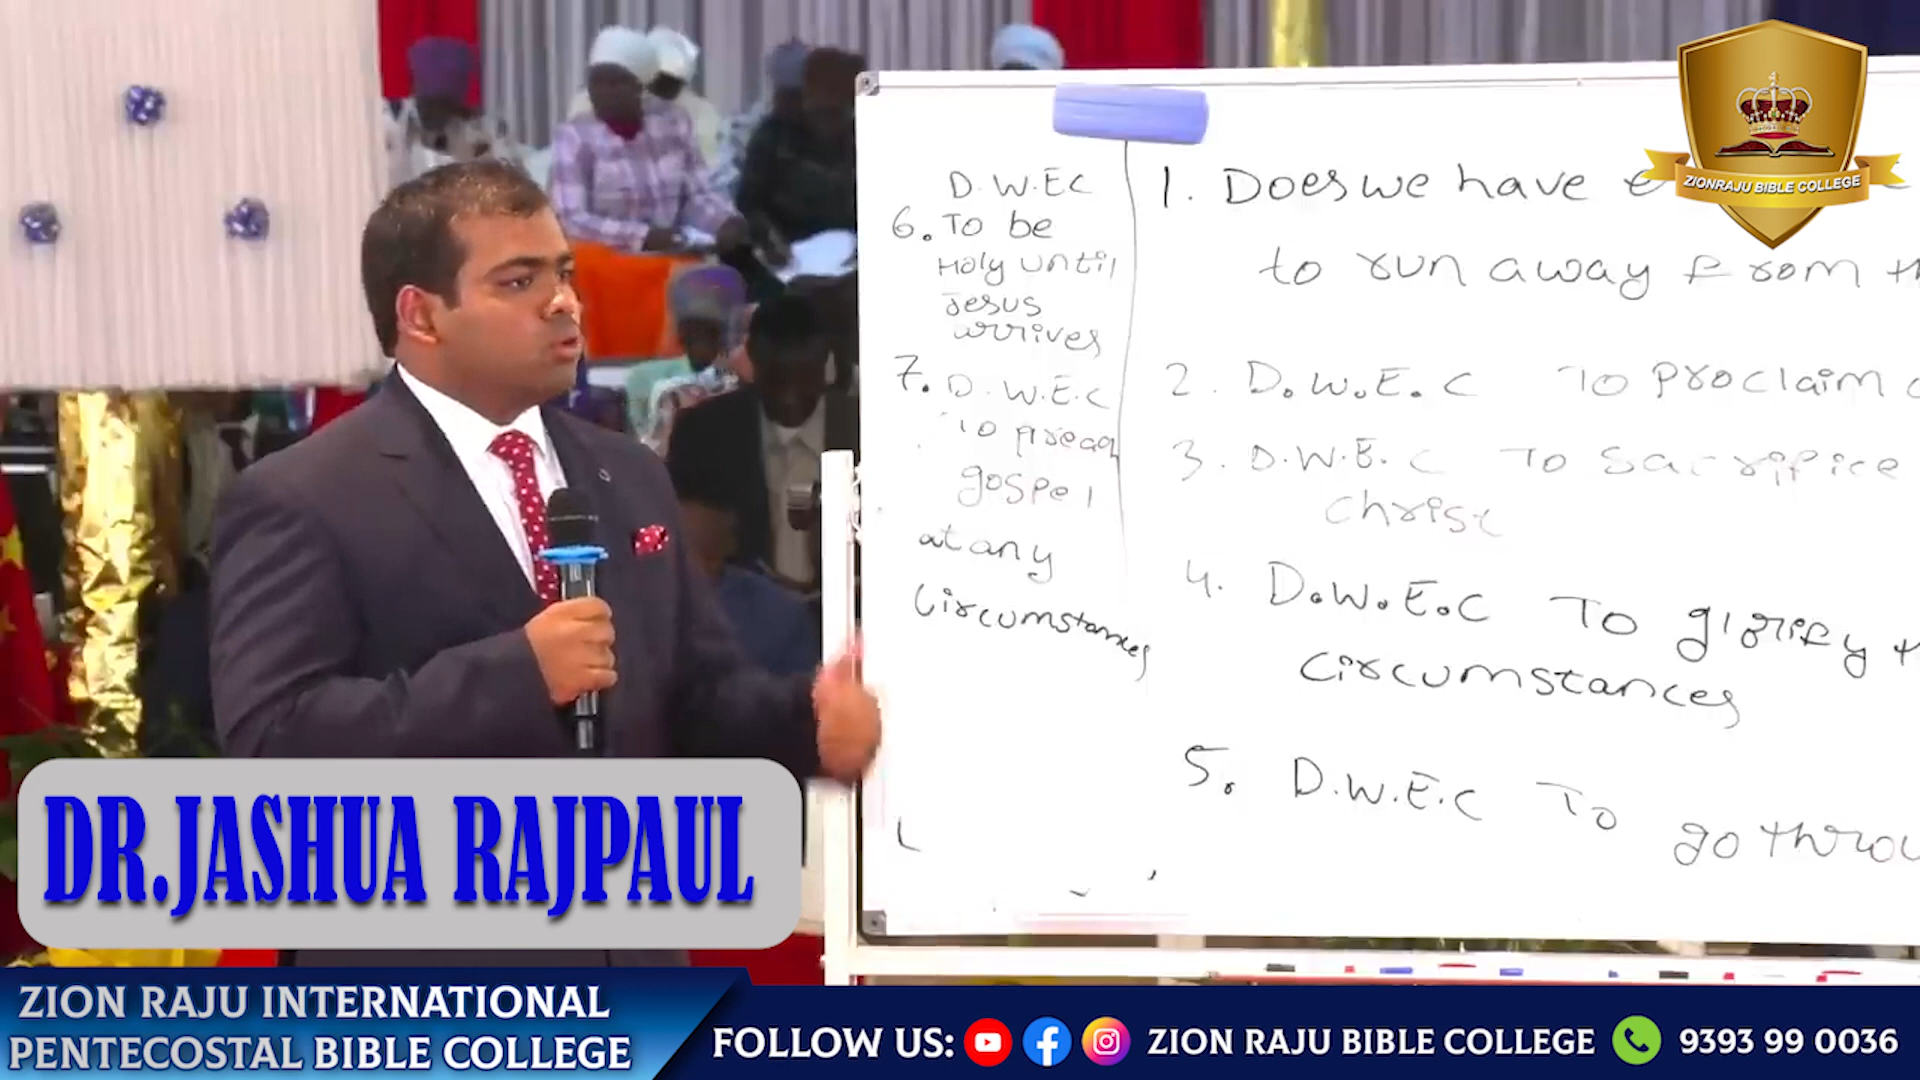 ZIONRAJU BIBLE COLLEGE
D.W.EC
6. To be
Holy until
Jesus
arrives
7. D.W.E.C
To preach
gospel
at any
Circumstances
1. Does we have
to run away from
2. D.W.E.C To proclaim
3. D.W.E.C To sacrifice
christ
4. D.W.E.C To glorify
circumstances
5. D.W.E.C To
go
DR.JASHUA RAJPAUL
ZION RAJU INTERNATIONAL
PENTECOSTAL BIBLE COLLEGE
FOLLOW US: ZION RAJU BIBLE COLLEGE 9393 99 0036